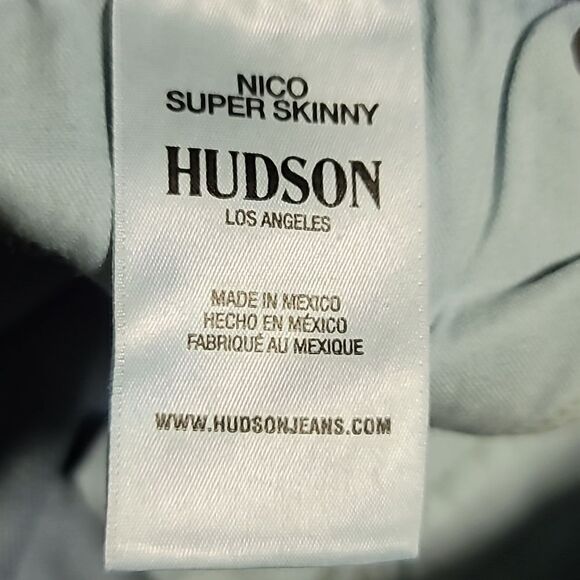 NICO
SUPER SKINNY
HUDSON
LOS ANGELES
MADE IN MEXICO
HECHO EN MÉXICO
FABRIQUÉ AU MEXIQUE
WWW.HUDSONJEANS.COM